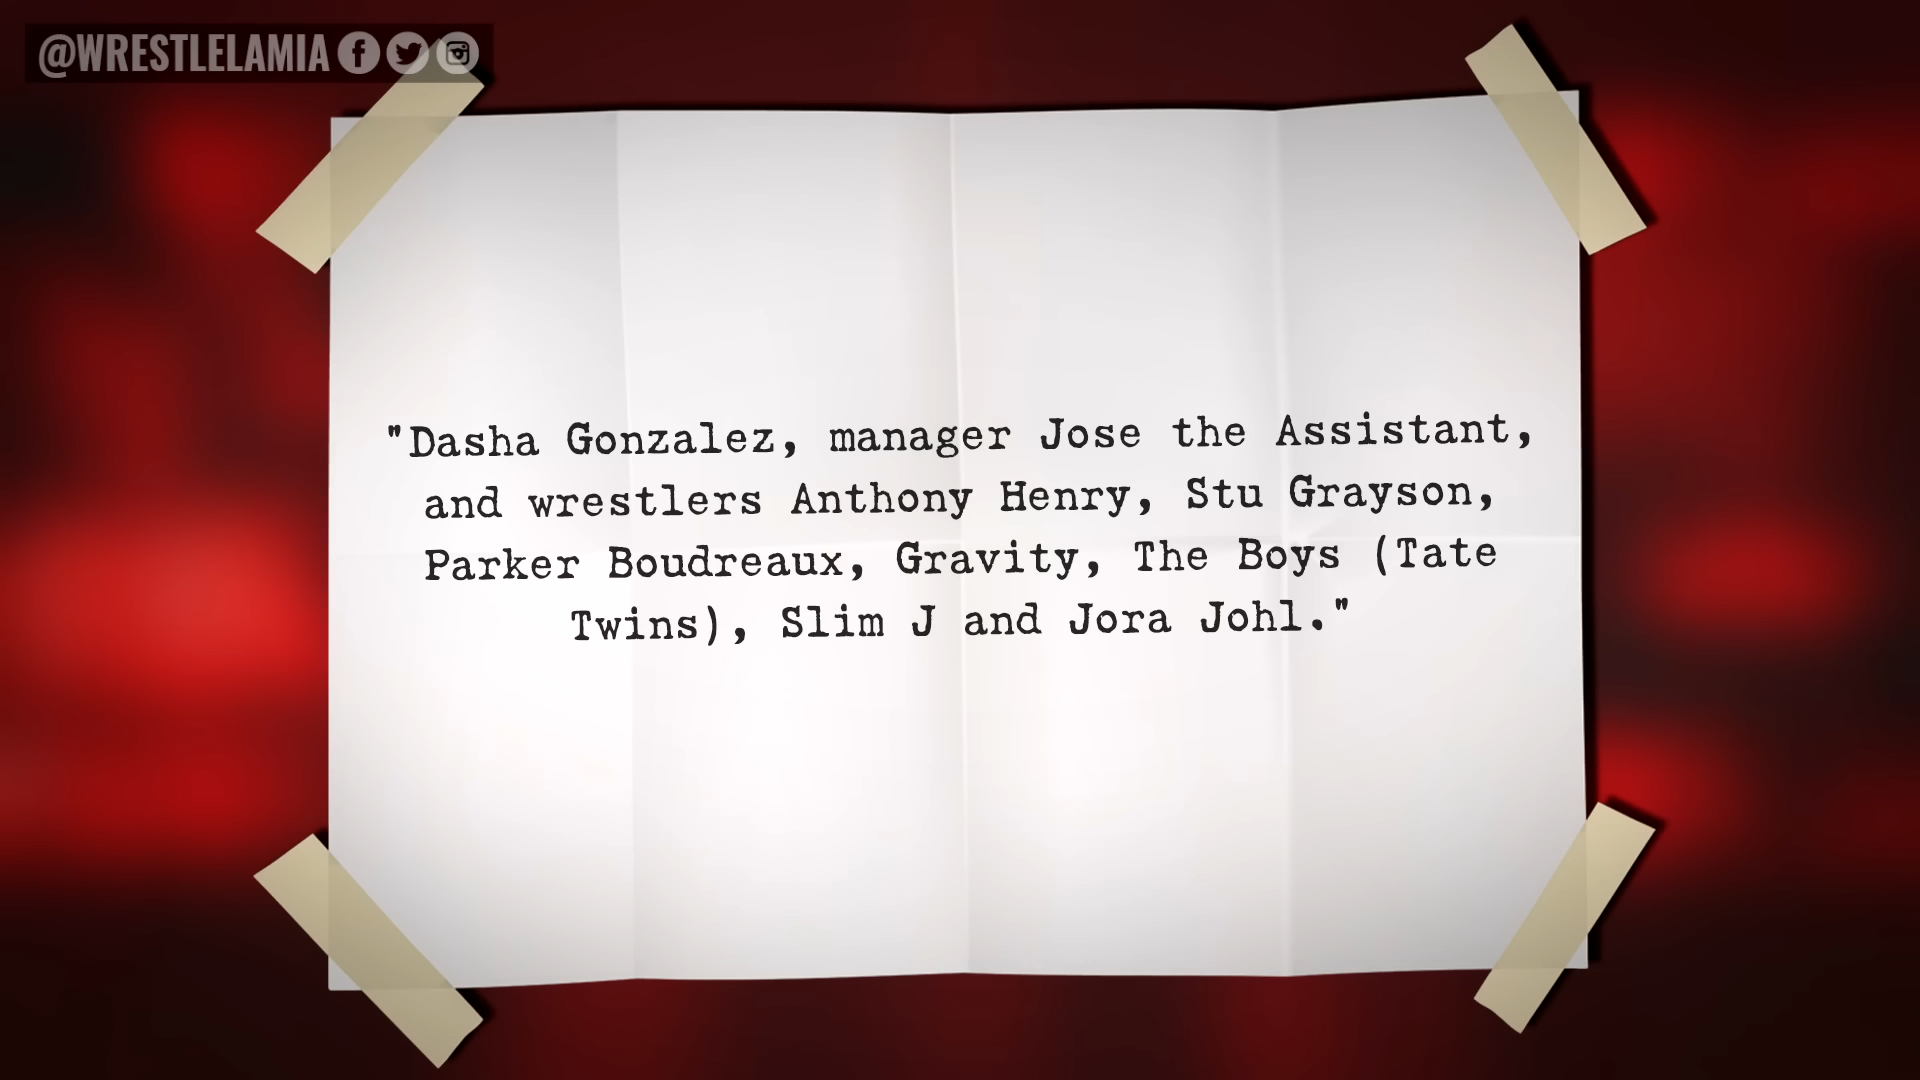 @WRESTLELAMIA
"Dasha Gonzalez, manager Jose the Assistant,
and wrestlers Anthony Henry, Stu Grayson,
Parker Boudreaux, Gravity, The Boys (Tate
Twins), Slim J and Jora Johl."